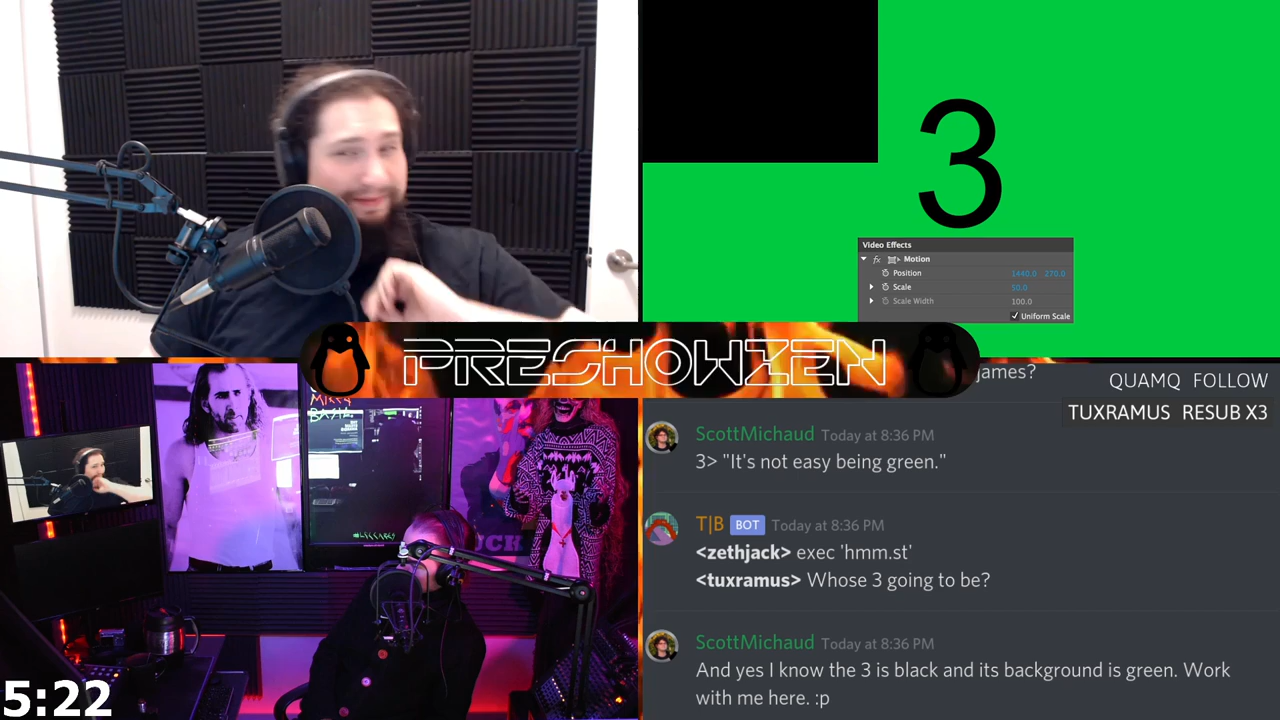 3
Video Effects
fx Motion
Position 1440.0 270.0
Scale 50.0
Scale Width 100.0
Uniform Scale
PRESHOWZEN
james?
QUAMQ FOLLOW
TUXRAMUS RESUB X3
ScottMichaud Today at 8:36 PM
3> "It's not easy being green."
T|B BOT Today at 8:36 PM
<zethjack> exec 'hmm.st'
<tuxramus> Whose 3 going to be?
ScottMichaud Today at 8:36 PM
And yes I know the 3 is black and its background is green. Work
with me here. :p
5:22